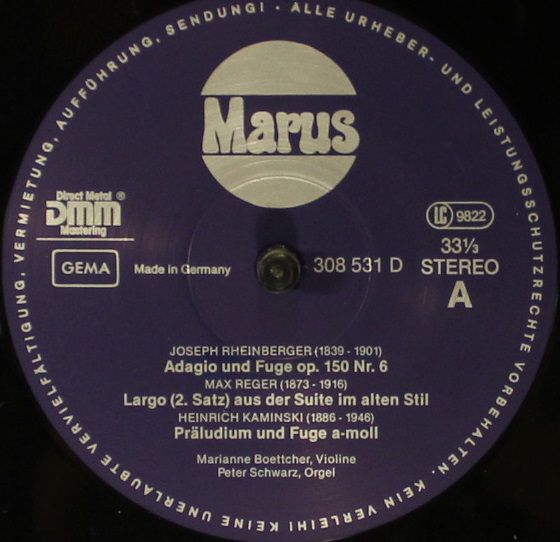 ALLE URHEBER- UND LEISTUNGSSCHUTZRECHTE VORBEHALTEN. KEIN VERLEIH! KEINE UNERLAUBTE VERVIELFÄLTIGUNG, VERMIETUNG, AUFFÜHRUNG, SENDUNG! ·
Marus
Direct Metal ®
DMM
Mastering
LC 9822
33⅓
GEMA
Made in Germany
308 531 D
STEREO
A
JOSEPH RHEINBERGER (1839 - 1901)
Adagio und Fuge op. 150 Nr. 6
MAX REGER (1873 - 1916)
Largo (2. Satz) aus der Suite im alten Stil
HEINRICH KAMINSKI (1886 - 1946)
Präludium und Fuge a-moll
Marianne Boettcher, Violine
Peter Schwarz, Orgel